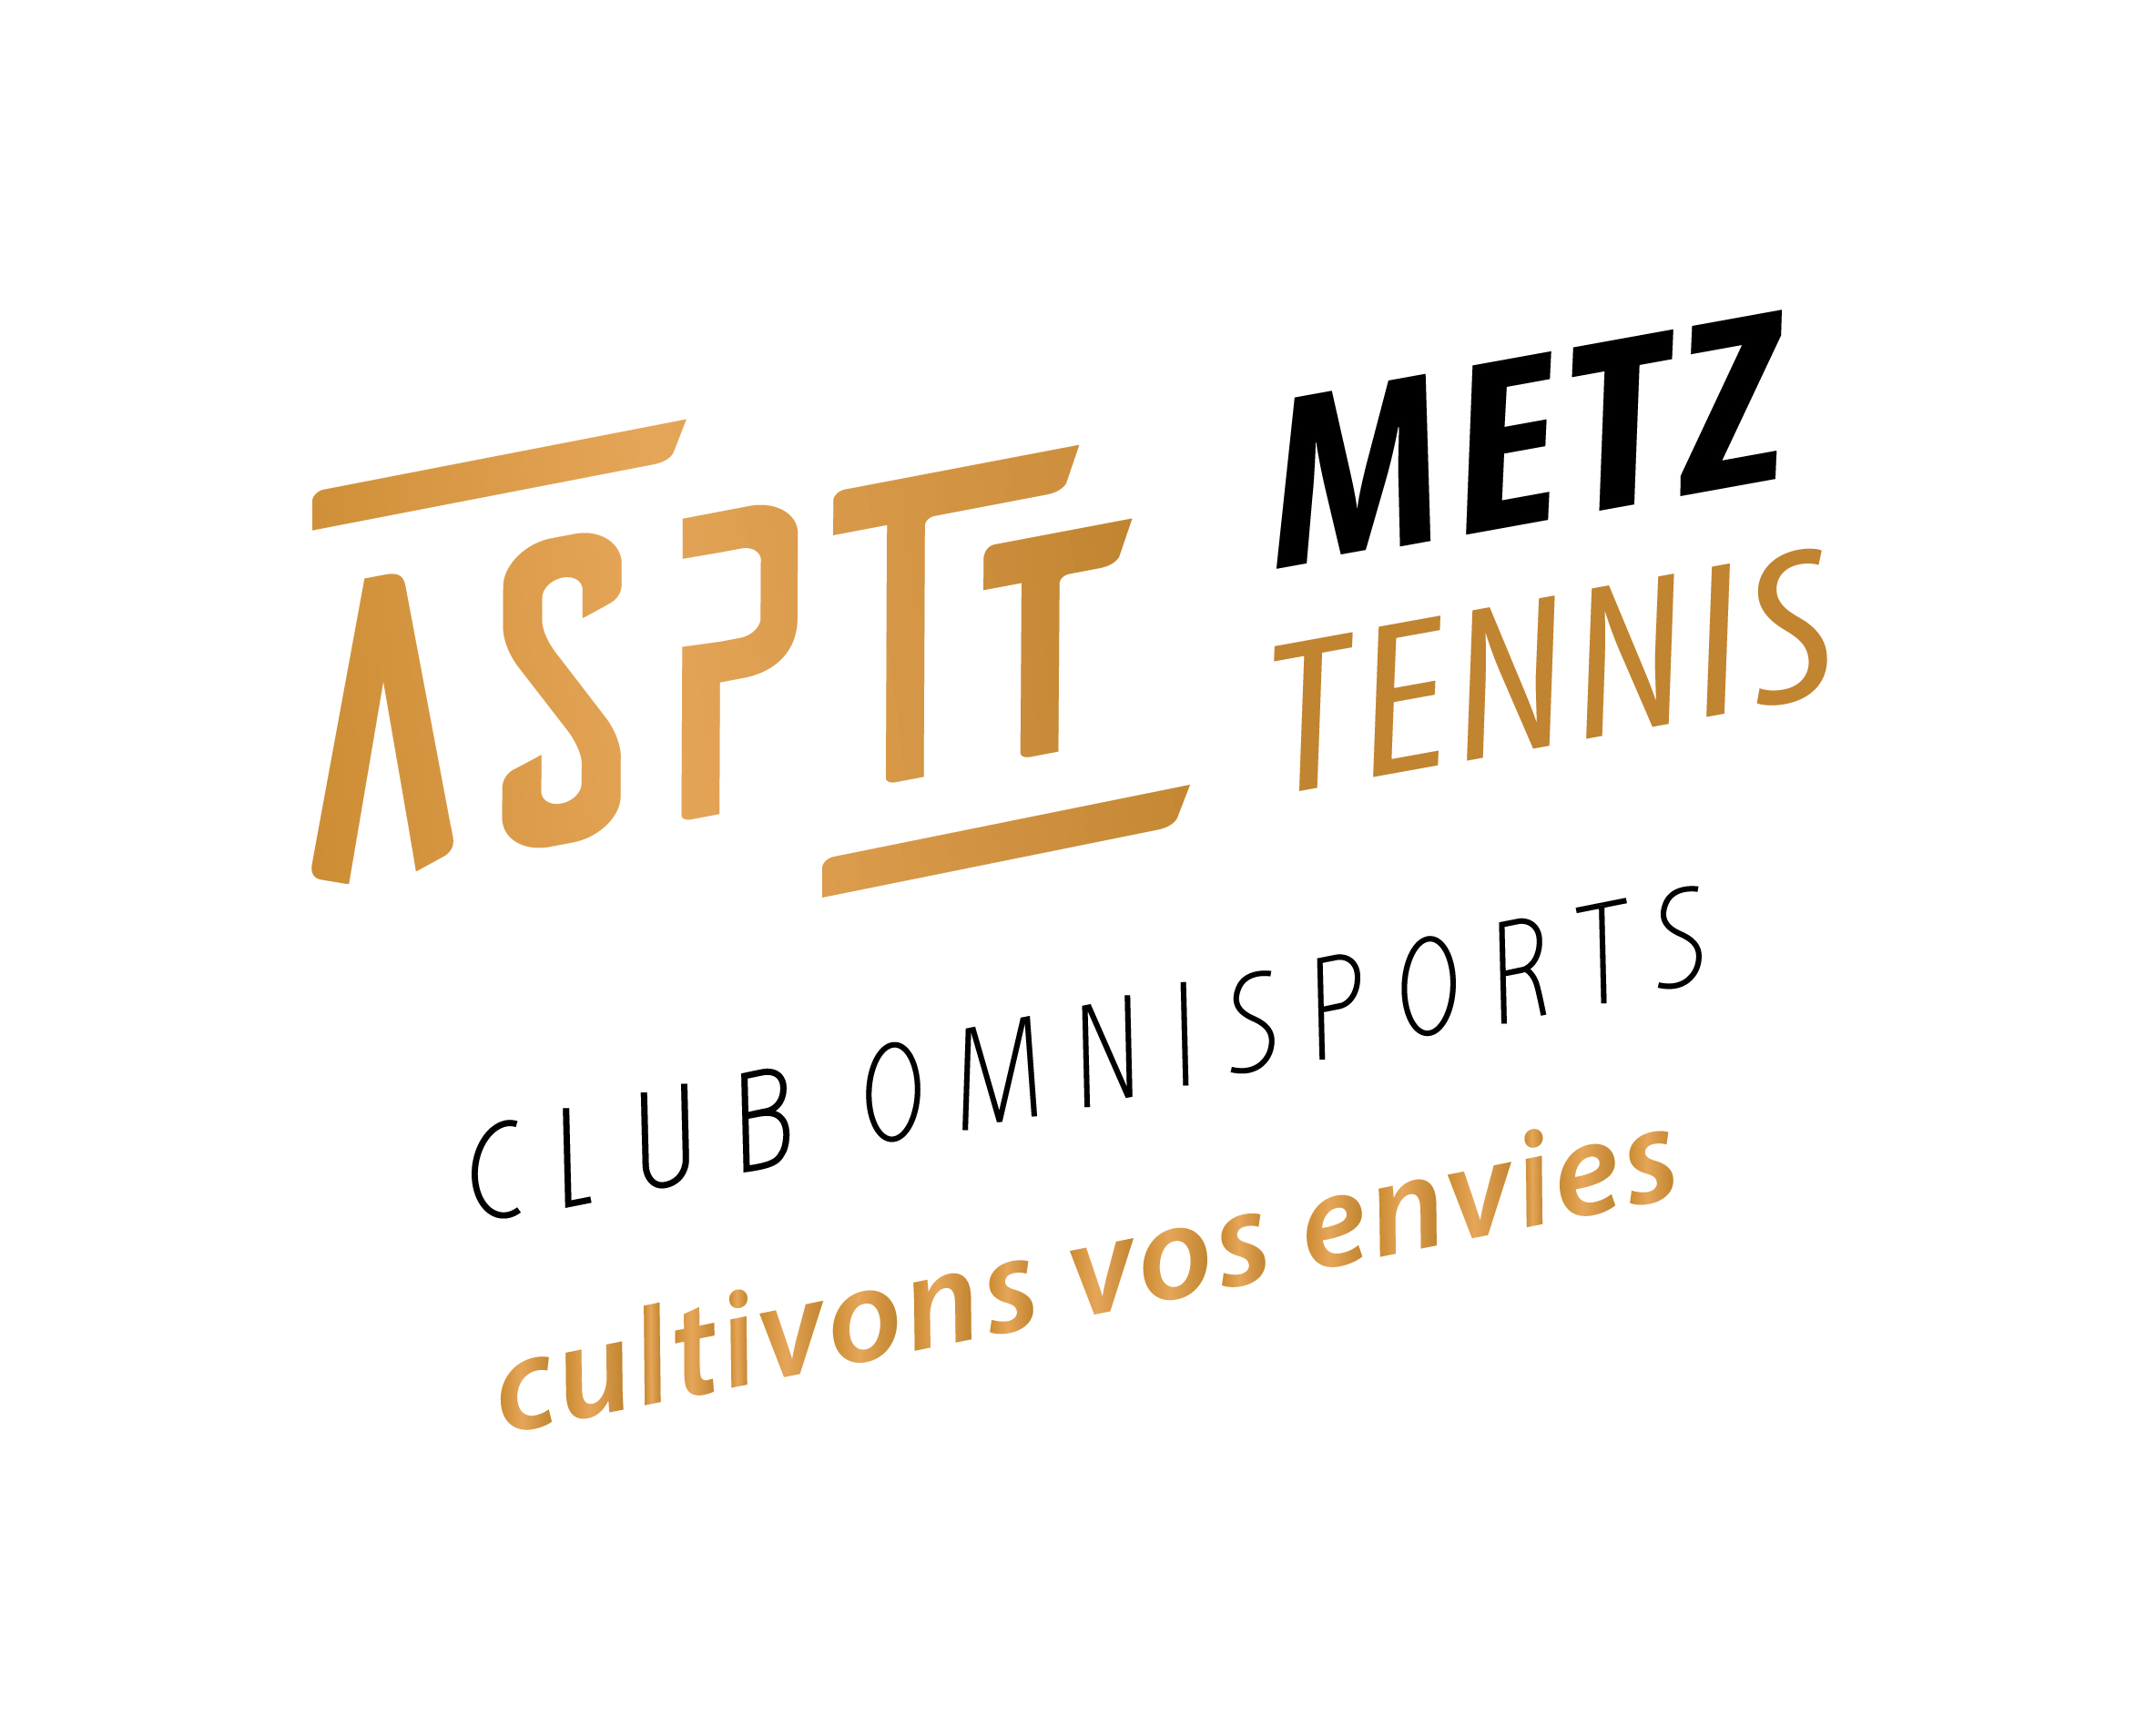 ASPTT
METZ
TENNIS
CLUB OMNISPORTS
cultivons vos envies